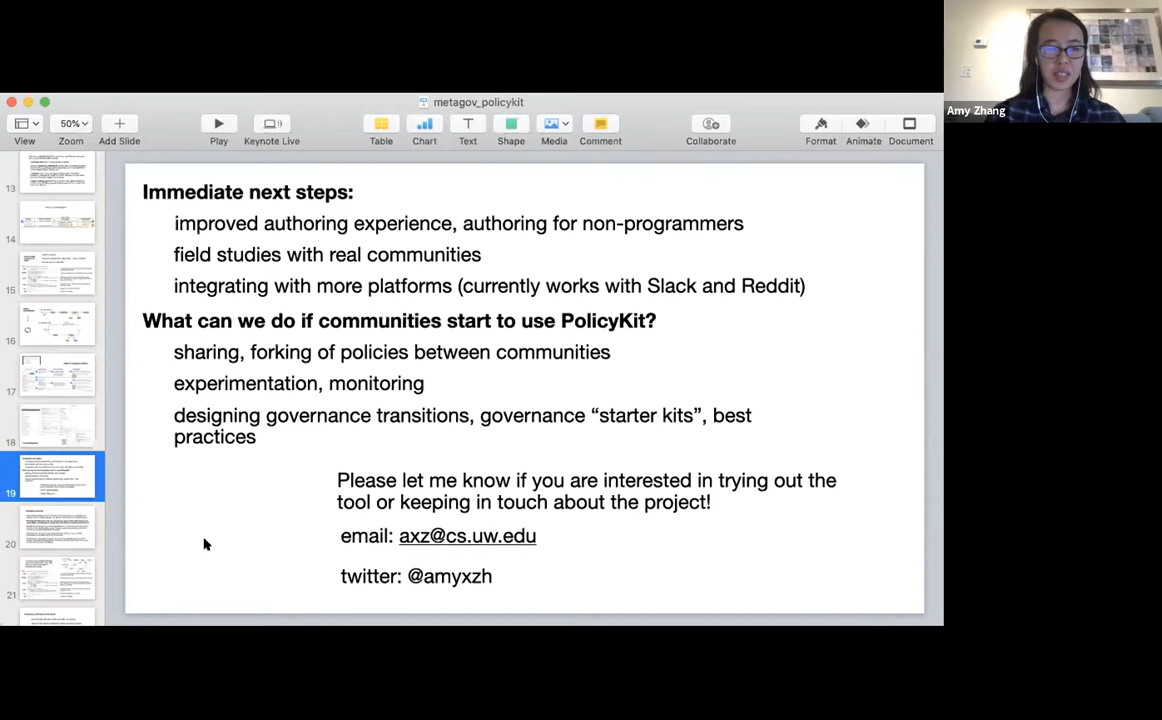 Amy Zhang
metagov_policykit
50%
View
Zoom
Add Slide
Play
Keynote Live
Table
Chart
Text
Shape
Media
Comment
Collaborate
Format
Animate
Document
13
14
15
16
17
18
19
20
21
Immediate next steps:
improved authoring experience, authoring for non-programmers
field studies with real communities
integrating with more platforms (currently works with Slack and Reddit)
What can we do if communities start to use PolicyKit?
sharing, forking of policies between communities
experimentation, monitoring
designing governance transitions, governance “starter kits”, best
practices
Please let me know if you are interested in trying out the
tool or keeping in touch about the project!
email: axz@cs.uw.edu
twitter: @amyxzh